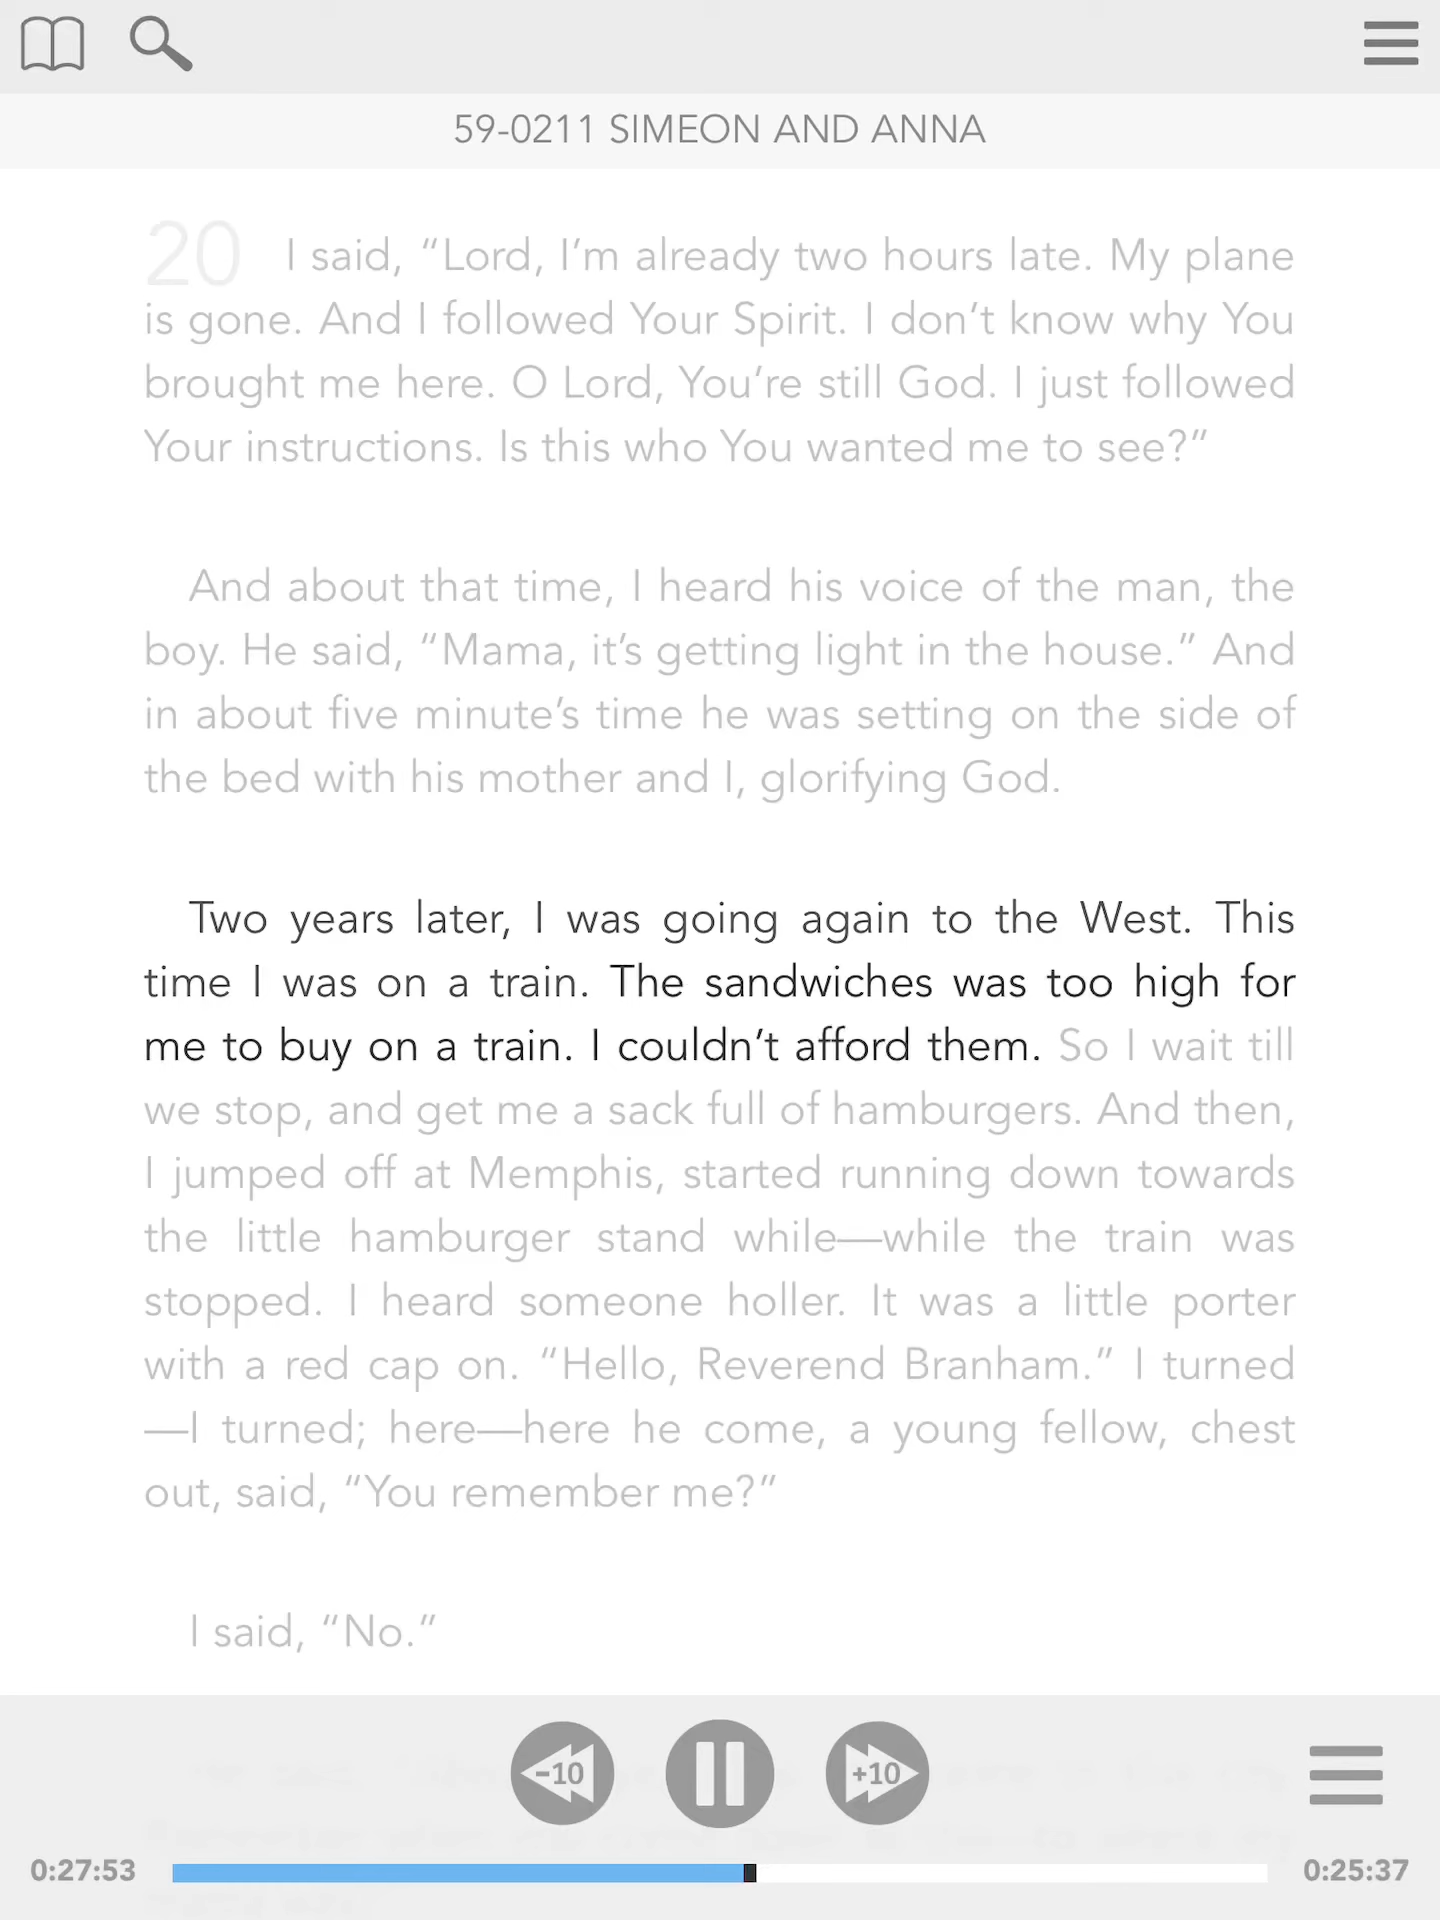 59-0211 SIMEON AND ANNA
20 I said, “Lord, I’m already two hours late. My plane
is gone. And I followed Your Spirit. I don’t know why You
brought me here. O Lord, You’re still God. I just followed
Your instructions. Is this who You wanted me to see?”
And about that time, I heard his voice of the man, the
boy. He said, “Mama, it’s getting light in the house.” And
in about five minute’s time he was setting on the side of
the bed with his mother and I, glorifying God.
Two years later, I was going again to the West. This
time I was on a train. The sandwiches was too high for
me to buy on a train. I couldn’t afford them. So I wait till
we stop, and get me a sack full of hamburgers. And then,
I jumped off at Memphis, started running down towards
the little hamburger stand while—while the train was
stopped. I heard someone holler. It was a little porter
with a red cap on. “Hello, Reverend Branham.” I turned
—I turned; here—here he come, a young fellow, chest
out, said, “You remember me?”
I said, “No.”
-10 +10
0:27:53 0:25:37